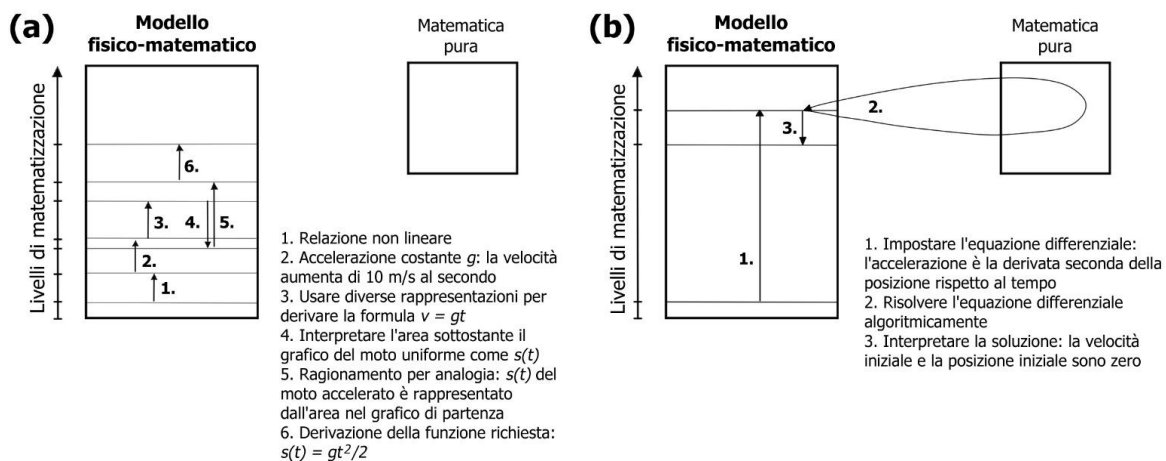 (a)
Modello
fisico-matematico
Matematica
pura
Livelli di matematizzazione
6.
3.
4.
5.
2.
1.
1. Relazione non lineare
2. Accelerazione costante g: la velocità
aumenta di 10 m/s al secondo
3. Usare diverse rappresentazioni per
derivare la formula v = gt
4. Interpretare l'area sottostante il
grafico del moto uniforme come s(t)
5. Ragionamento per analogia: s(t) del
moto accelerato è rappresentato
dall'area nel grafico di partenza
6. Derivazione della funzione richiesta:
s(t) = gt²/2
(b)
Modello
fisico-matematico
Matematica
pura
Livelli di matematizzazione
2.
3.
1.
1. Impostare l'equazione differenziale:
l'accelerazione è la derivata seconda della
posizione rispetto al tempo
2. Risolvere l'equazione differenziale
algoritmicamente
3. Interpretare la soluzione: la velocità
iniziale e la posizione iniziale sono zero